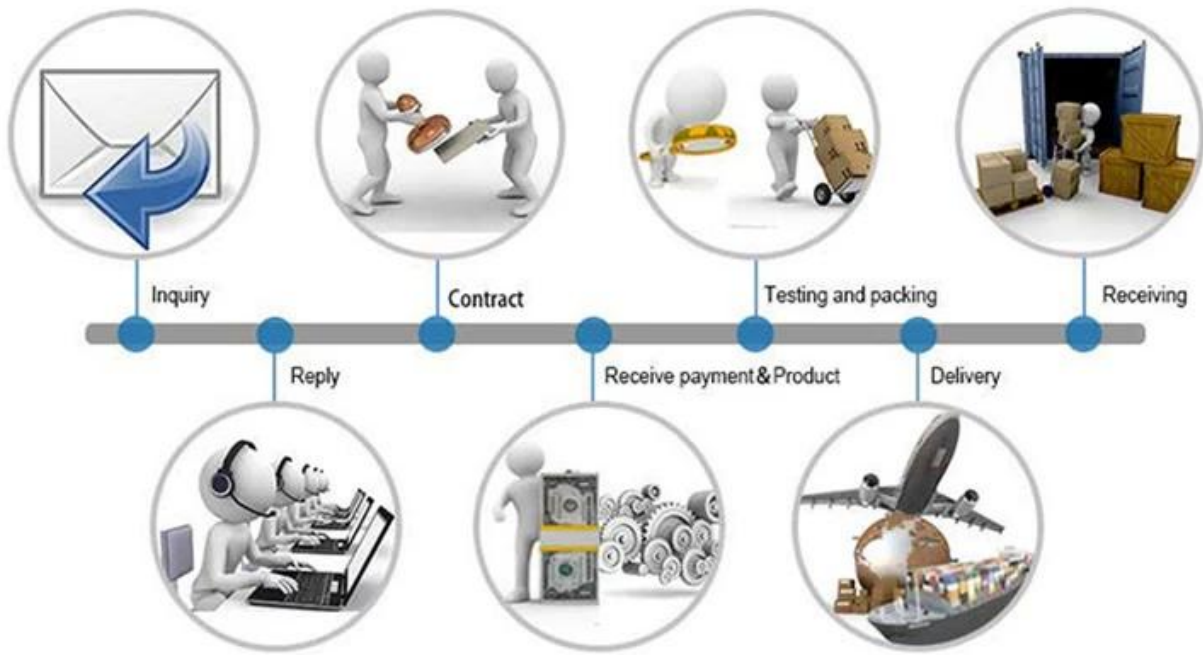 Inquiry
Reply
Contract
Receive payment&Product
Testing and packing
Delivery
Receiving